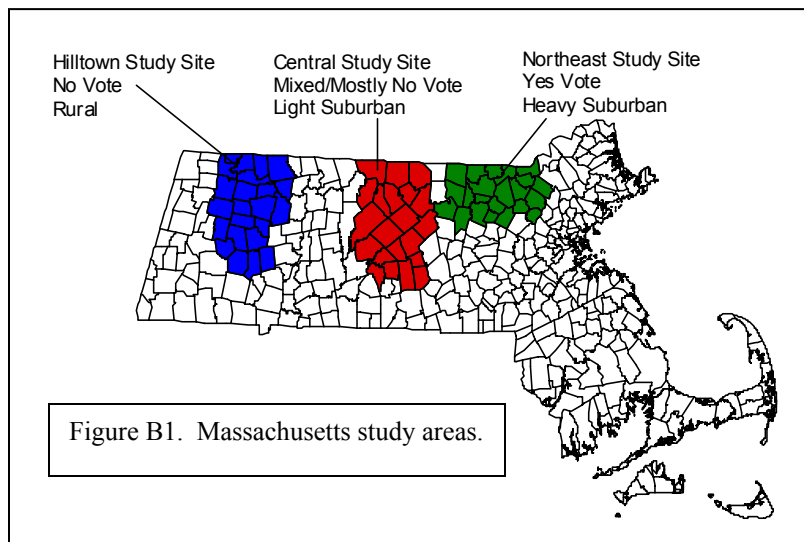 Hilltown Study Site
No Vote
Rural
Central Study Site
Mixed/Mostly No Vote
Light Suburban
Northeast Study Site
Yes Vote
Heavy Suburban
Figure B1.  Massachusetts study areas.